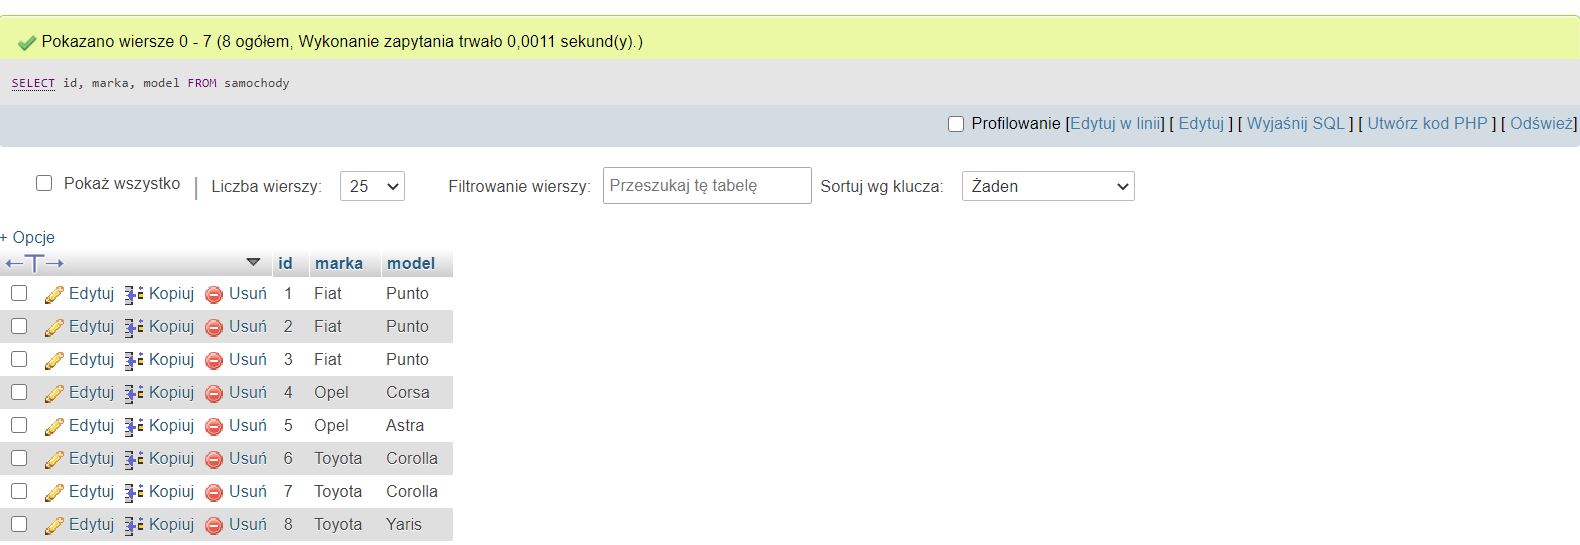 Pokazano wiersze 0 - 7 (8 ogółem, Wykonanie zapytania trwało 0,0011 sekund(y).)
SELECT id, marka, model FROM samochody
Profilowanie [Edytuj w linii] [ Edytuj ] [ Wyjaśnij SQL ] [ Utwórz kod PHP ] [ Odśwież]
Pokaż wszystko | Liczba wierszy: 25 Filtrowanie wierszy: Przeszukaj tę tabelę Sortuj wg klucza: Żaden
+ Opcje
←T→ id marka model
Edytuj Kopiuj Usuń 1 Fiat Punto
Edytuj Kopiuj Usuń 2 Fiat Punto
Edytuj Kopiuj Usuń 3 Fiat Punto
Edytuj Kopiuj Usuń 4 Opel Corsa
Edytuj Kopiuj Usuń 5 Opel Astra
Edytuj Kopiuj Usuń 6 Toyota Corolla
Edytuj Kopiuj Usuń 7 Toyota Corolla
Edytuj Kopiuj Usuń 8 Toyota Yaris